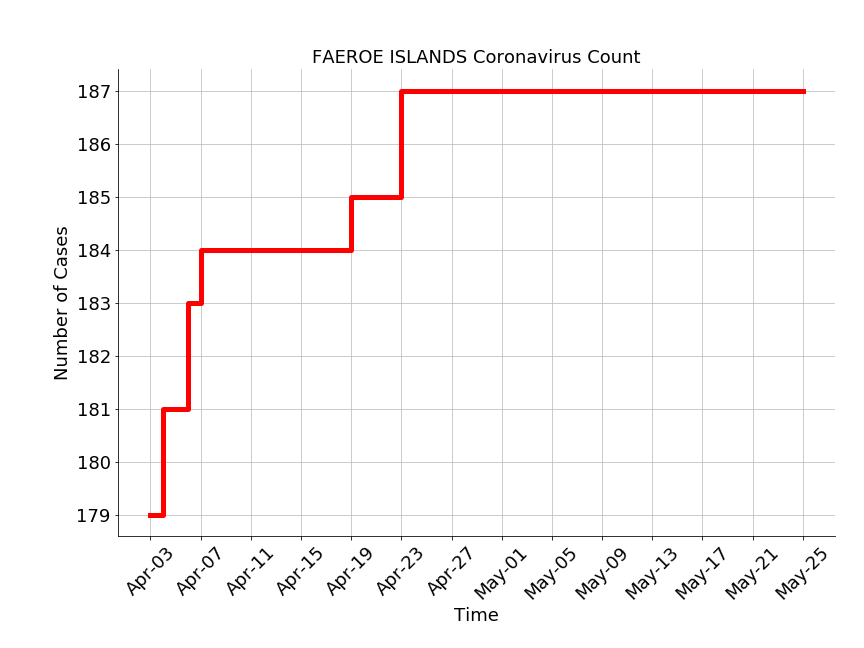 FAEROE ISLANDS Coronavirus Count
187
186
185
184
183
182
181
180
179
Number of Cases
Apr-03
Apr-07
Apr-11
Apr-15
Apr-19
Apr-23
Apr-27
May-01
May-05
May-09
May-13
May-17
May-21
May-25
Time